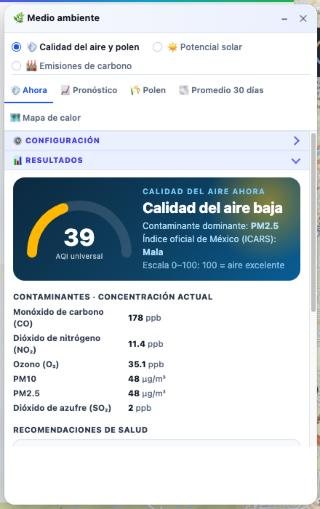 🌿 Medio ambiente
– ×
Calidad del aire y polen
Potencial solar
Emisiones de carbono
Ahora
Pronóstico
Polen
Promedio 30 días
Mapa de calor
CONFIGURACIÓN
RESULTADOS
CALIDAD DEL AIRE AHORA
Calidad del aire baja
Contaminante dominante: PM2.5
Índice oficial de México (ICARS):
Mala
Escala 0–100: 100 = aire excelente
39
AQI universal
CONTAMINANTES · CONCENTRACIÓN ACTUAL
Monóxido de carbono
(CO)
178 ppb
Dióxido de nitrógeno
(NO₂)
11.4 ppb
Ozono (O₃) 35.1 ppb
PM10 48 µg/m³
PM2.5 48 µg/m³
Dióxido de azufre (SO₂) 2 ppb
RECOMENDACIONES DE SALUD